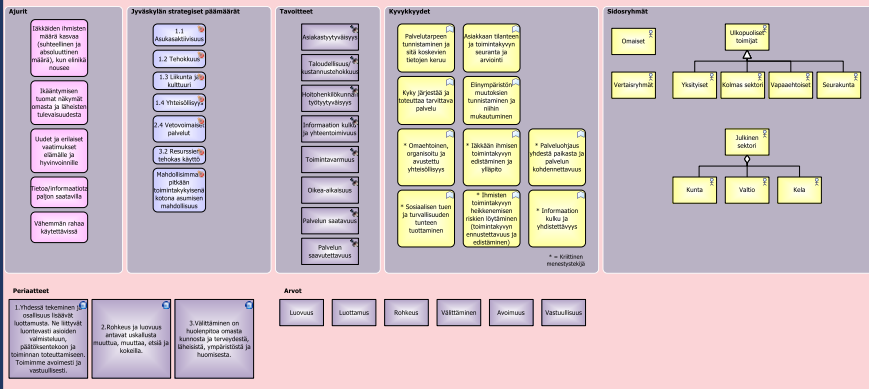 Ajurit
Iäkkäiden ihmisten
määrä kasvaa
(suhteellinen ja
absoluuttinen
määrä), kun elinikä
nousee
Ikääntymisen
tuomat näkymät
omasta ja läheisten
tulevaisuudesta
Uudet ja erilaiset
vaatimukset
elämälle ja
hyvinvoinnille
Tietoa/informaatiota
paljon saatavilla
Vähemmän rahaa
käytettävissä
Jyväskylän strategiset päämäärät
1.1
Asukasaktiivisuus
1.2 Tehokkuus
1.3 Liikunta ja
kulttuuri
1.4 Yhteisöllisyys
2.4 Vetovoimaiset
palvelut
3.2 Resurssien
tehokas käyttö
Mahdollisimman
pitkään
toimintakykyisenä
kotona asumisen
mahdollisuus
Tavoitteet
Asiakastyytyväisyys
Taloudellisuus/
kustannustehokkuus
Hoitohenkilökunnan
työtyytyväisyys
Informaation kulku
ja yhteentoimivuus
Toimintavarmuus
Oikea-aikaisuus
Palvelun saatavuus
Palvelun
saavutettavuus
Kyvykkyydet
Palvelutarpeen
tunnistaminen ja
sitä koskevien
tietojen keruu
Asiakkaan tilanteen
ja toimintakyvyn
seuranta ja
arviointi
Kyky järjestää ja
toteuttaa tarvittava
palvelu
Elinympäristön
muutoksien
tunnistaminen ja
niihin
mukautuminen
* Omaehtoinen,
organisoitu ja
avustettu
yhteisöllisyys
* Iäkkään ihmisen
toimintakyvyn
edistäminen ja
ylläpito
* Palveluohjaus
yhdestä paikasta ja
palvelun
kohdennettavuus
* Sosiaalisen tuen
ja turvallisuuden
tunteen
tuottaminen
* Ihmisten
toimintakyvyn
heikkenemisen
riskien löytäminen
(toimintakyvyn
ennustettavuus ja
edistäminen)
* Informaation
kulku ja
yhdistettävyys
* = Kriittinen
menestystekijä
Sidosryhmät
Omaiset
Vertaisryhmät
Ulkopuoliset
toimijat
Yksityiset
Kolmas sektori
Vapaaehtoiset
Seurakunta
Julkinen
sektori
Kunta
Valtio
Kela
Periaatteet
1.Yhdessä tekeminen ja
osallisuus lisäävät
luottamusta. Ne liittyvät
luontevasti asioiden
valmisteluun,
päätöksentekoon ja
toiminnan toteuttamiseen.
Toimimme avoimesti ja
vastuullisesti.
2.Rohkeus ja luovuus
antavat uskallusta
muuttua, muuttaa, etsiä ja
kokeilla.
3.Välittäminen on
huolenpitoa omasta
kunnosta ja terveydestä,
läheisistä, ympäristöstä ja
huomisesta.
Arvot
Luovuus
Luottamus
Rohkeus
Välittäminen
Avoimuus
Vastuullisuus